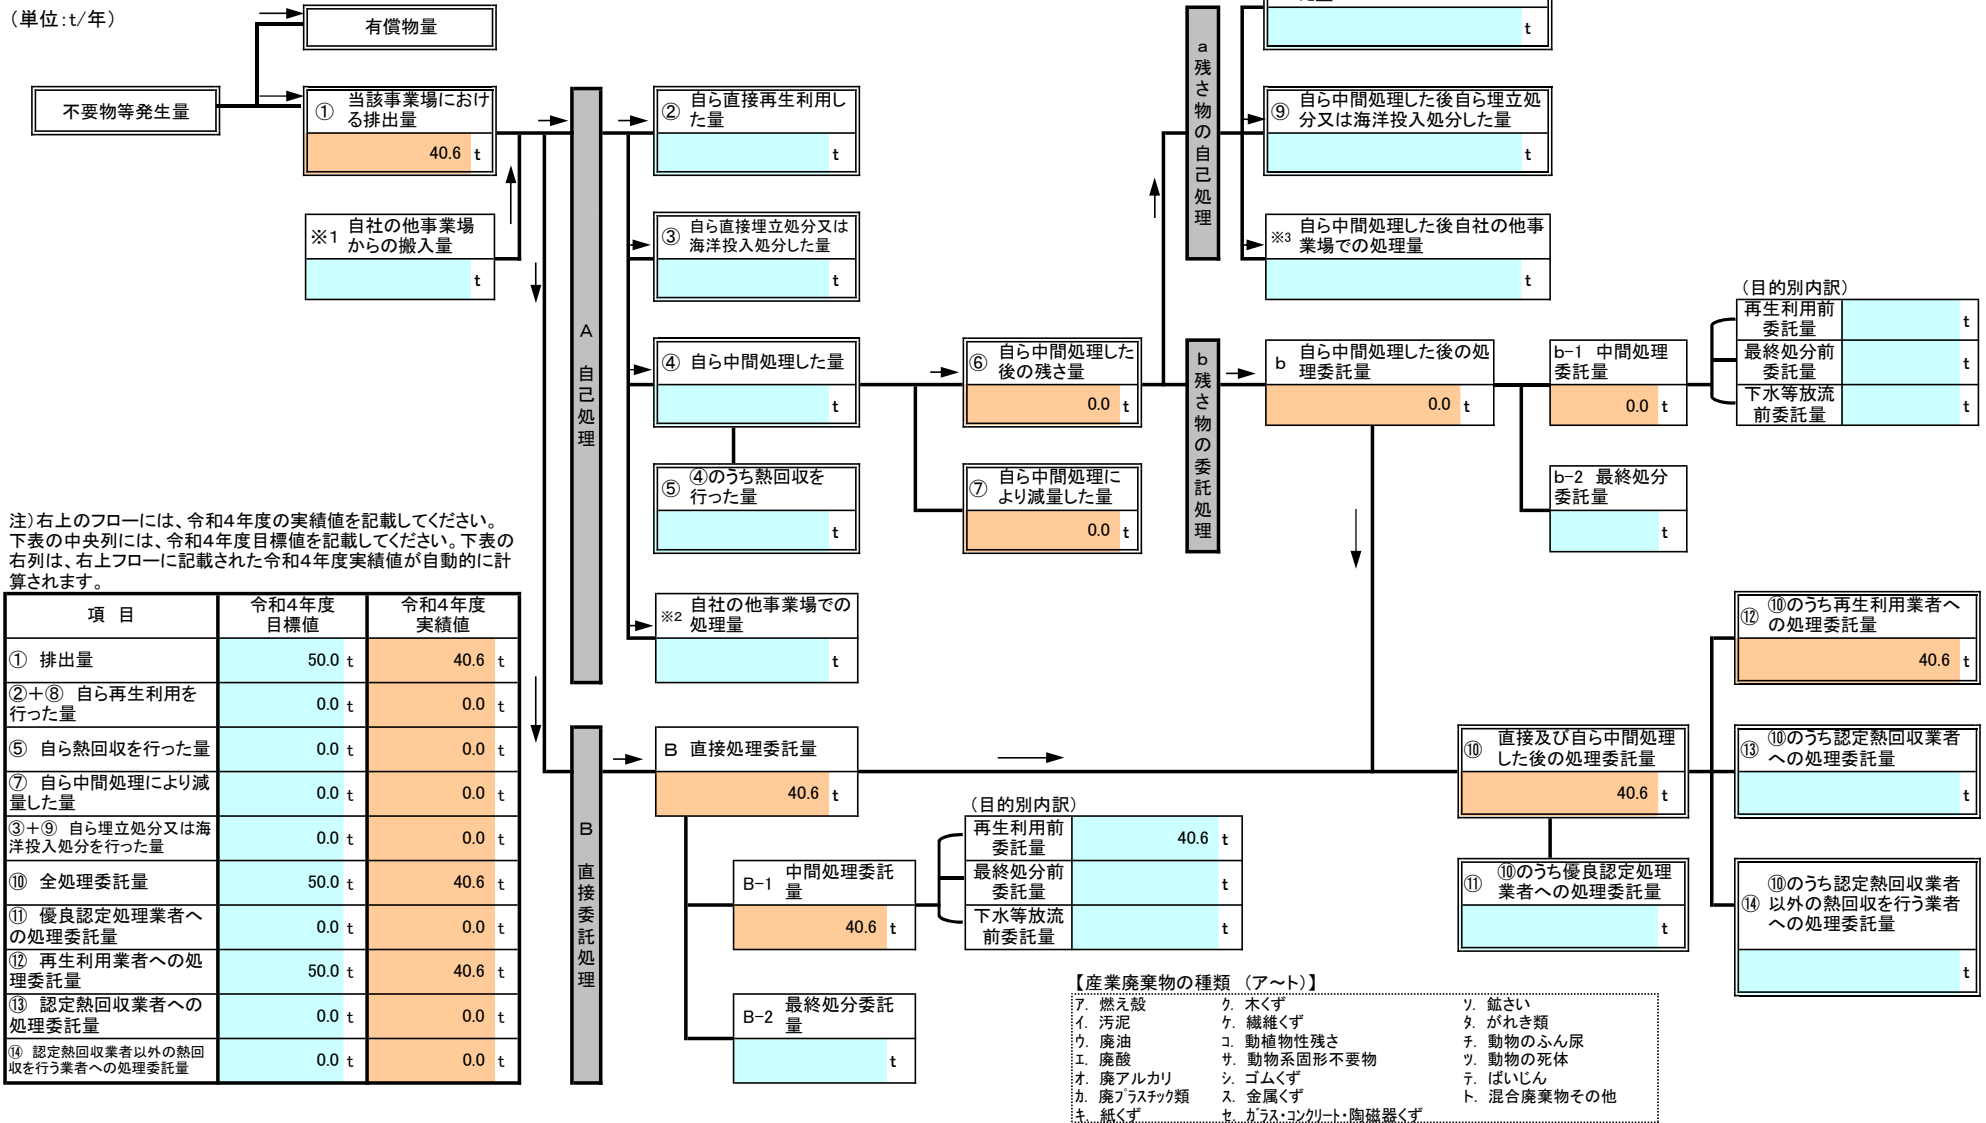 （単位：t/年）
有償物量
不要物等発生量
① 当該事業場におけ
る排出量
40.6 t
※1 自社の他事業場
からの搬入量
t
A 自己処理
② 自ら直接再生利用し
た量
t
③ 自ら直接埋立処分又は
海洋投入処分した量
t
④ 自ら中間処理した量
t
⑤ ④のうち熱回収を
行った量
t
※2 自社の他事業場での
処理量
t
⑥ 自ら中間処理した
後の残さ量
0.0 t
⑦ 自ら中間処理に
より減量した量
0.0 t
a 残さ物の自己処理
t
⑨ 自ら中間処理した後自ら埋立処
分又は海洋投入処分した量
t
※3 自ら中間処理した後自社の他事
業場での処理量
t
b 残さ物の委託処理
b 自ら中間処理した後の処
理委託量
0.0 t
b-1 中間処理
委託量
0.0 t
b-2 最終処分
委託量
t
（目的別内訳）
再生利用前
委託量
t
最終処分前
委託量
t
下水等放流
前委託量
t
注）右上のフローには、令和４年度の実績値を記載してください。
下表の中央列には、令和４年度目標値を記載してください。下表の
右列は、右上フローに記載された令和４年度実績値が自動的に計
算されます。
項 目
令和４年度
目標値
令和４年度
実績値
① 排出量 50.0 t 40.6 t
②＋⑧ 自ら再生利用を
行った量 0.0 t 0.0 t
⑤ 自ら熱回収を行った量 0.0 t 0.0 t
⑦ 自ら中間処理により減
量した量 0.0 t 0.0 t
③＋⑨ 自ら埋立処分又は海
洋投入処分を行った量 0.0 t 0.0 t
⑩ 全処理委託量 50.0 t 40.6 t
⑪ 優良認定処理業者へ
の処理委託量 0.0 t 0.0 t
⑫ 再生利用業者への処
理委託量 50.0 t 40.6 t
⑬ 認定熱回収業者への
処理委託量 0.0 t 0.0 t
⑭ 認定熱回収業者以外の熱回
収を行う業者への処理委託量 0.0 t 0.0 t
B 直接委託処理
B 直接処理委託量
40.6 t
B-1 中間処理委託
量
40.6 t
B-2 最終処分委託
量
t
（目的別内訳）
再生利用前
委託量
40.6 t
最終処分前
委託量
t
下水等放流
前委託量
t
⑩ 直接及び自ら中間処理
した後の処理委託量
40.6 t
⑪ ⑩のうち優良認定処理
業者への処理委託量
t
⑫ ⑩のうち再生利用業者へ
の処理委託量
40.6 t
⑬ ⑩のうち認定熱回収業者
への処理委託量
t
⑭ ⑩のうち認定熱回収業者
以外の熱回収を行う業者
への処理委託量
t
【産業廃棄物の種類 （ア～ト）】
ア. 燃え殻 ク. 木くず ソ. 鉱さい
イ. 汚泥 ケ. 繊維くず タ. がれき類
ウ. 廃油 コ. 動植物性残さ チ. 動物のふん尿
エ. 廃酸 サ. 動物系固形不要物 ツ. 動物の死体
オ. 廃アルカリ シ. ゴムくず テ. ばいじん
カ. 廃プラスチック類 ス. 金属くず ト. 混合廃棄物その他
キ. 紙くず セ. ガラス・コンクリート・陶磁器くず